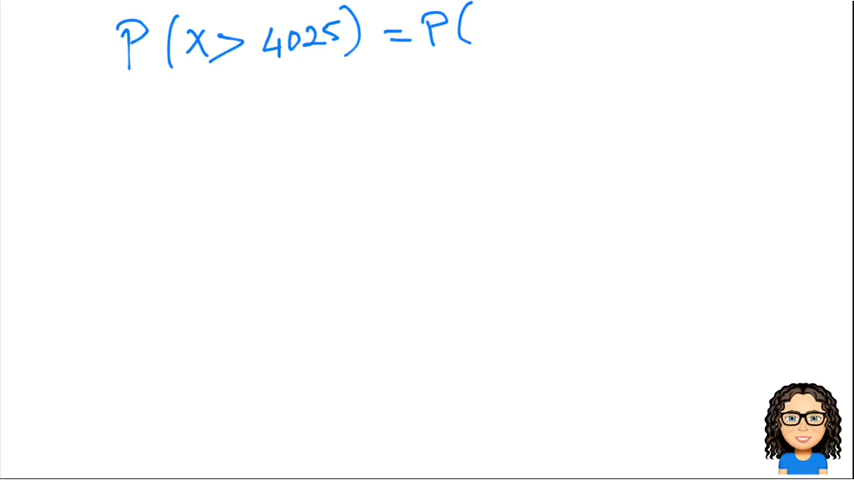 P(X> 4025) = P(